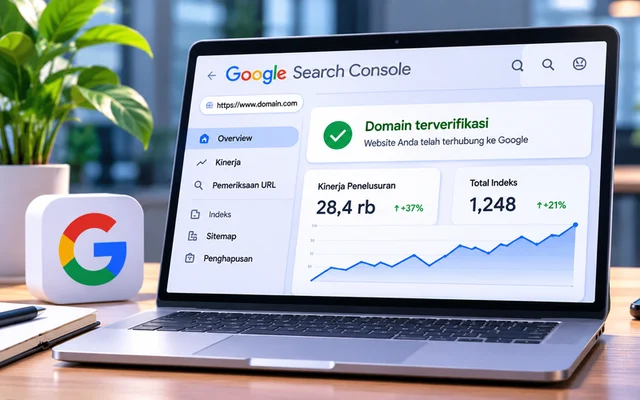 Google Search Console
https://www.domain.com
Overview
Kinerja
Pemeriksaan URL
Indeks
Sitemap
Penghapusan
Domain terverifikasi
Website Anda telah terhubung ke Google
Kinerja Penelusuran
28,4 rb
+37%
Total Indeks
1,248
+21%
G